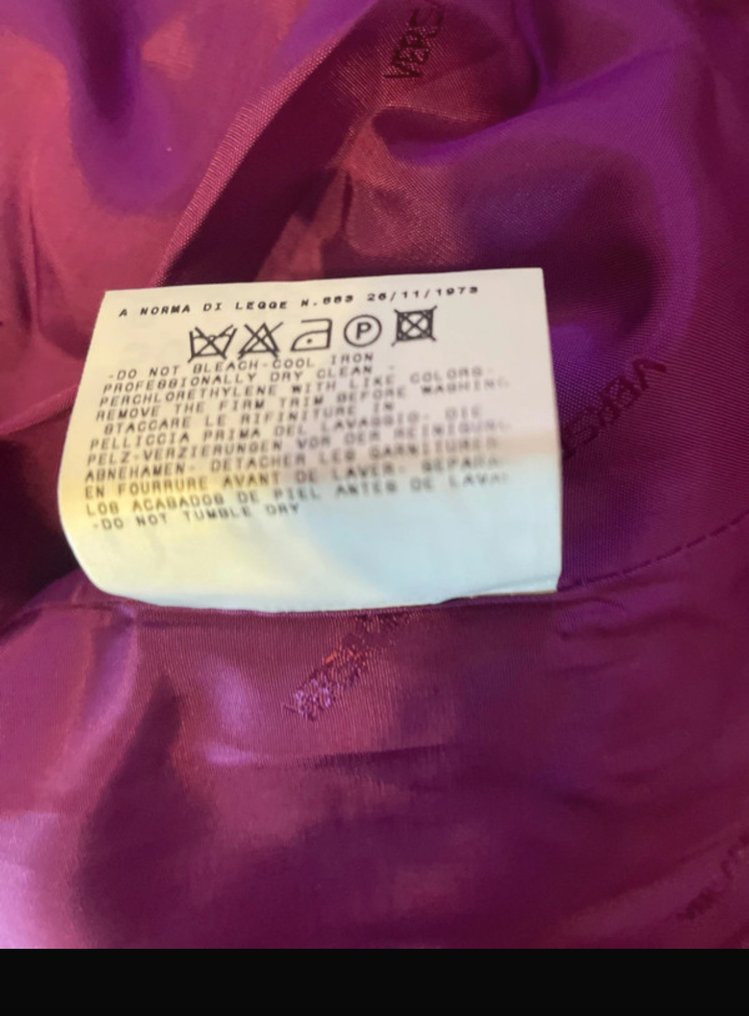 VERSA
A NORMA DI LEGGE N.883 26/11/1973
P
-DO NOT BLEACH-COOL IRON
PROFESSIONALLY DRY CLEAN -
PERCHLORETHYLENE WITH LIKE COLORS-
REMOVE THE FIRM TRIM BEFORE WASHING
STACCARE LE RIFINITURE IN
PELLICCIA PRIMA DEL LAVAGGIO- DIE
PELZ-VERZIERUNGEN VOR DER REINIGUNG
ABNEHAMEN- DETACHER LES GARNITURES
EN FOURRURE AVANT DE LAVER- SEPARA
LOS ACABADOS DE PIEL ANTES DE LAVA
-DO NOT TUMBLE DRY
VERSA